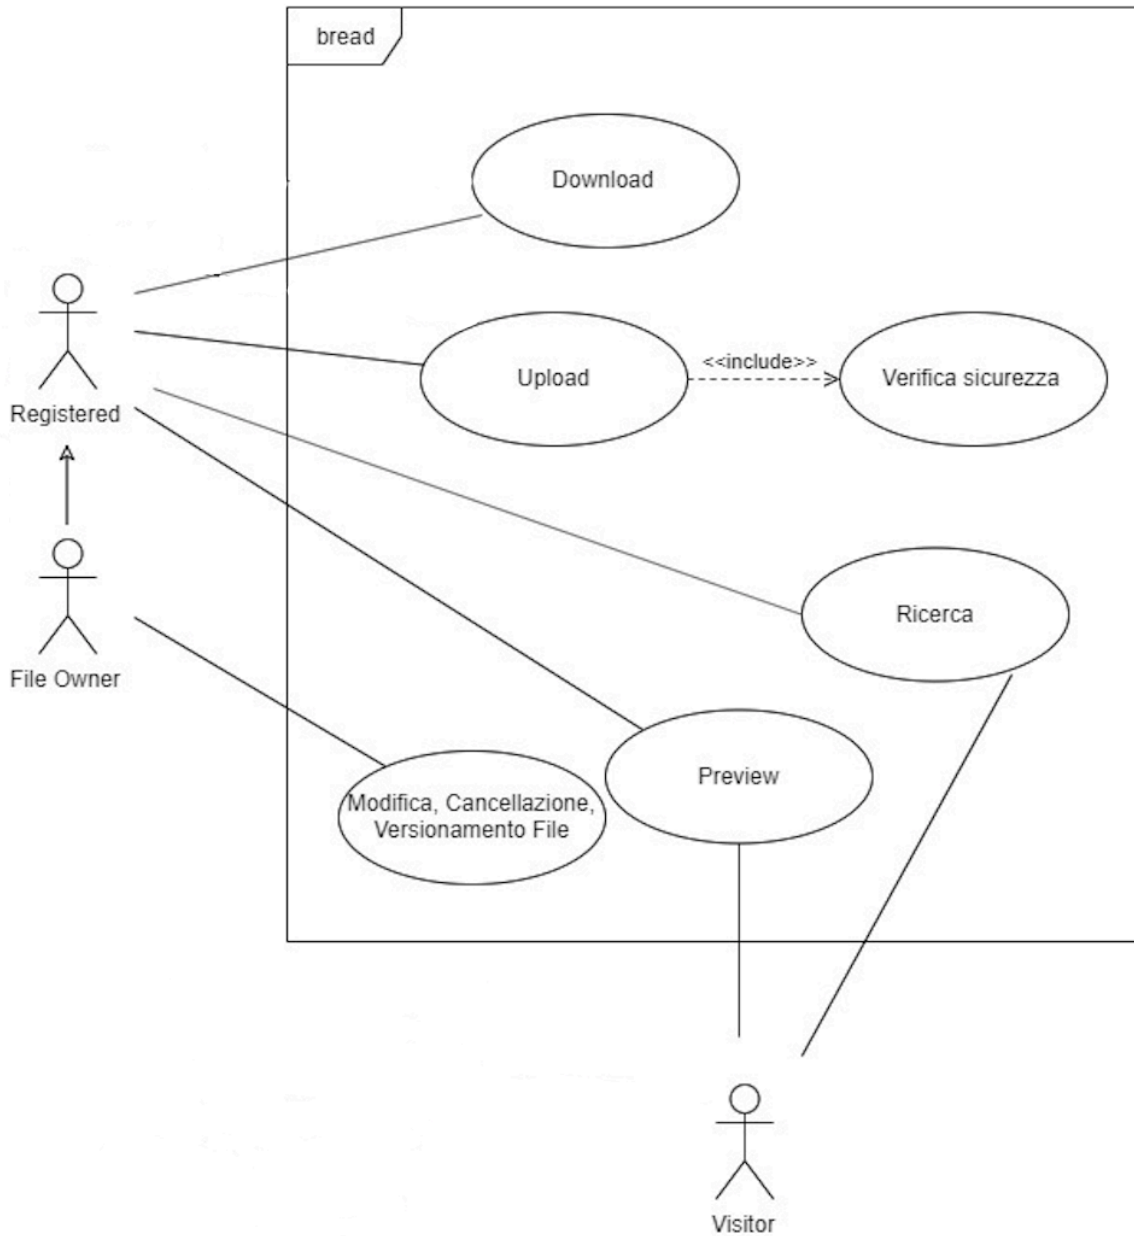 bread
Download
Upload
<<include>>
Verifica sicurezza
Registered
Ricerca
File Owner
Preview
Modifica, Cancellazione,
Versionamento File
Visitor